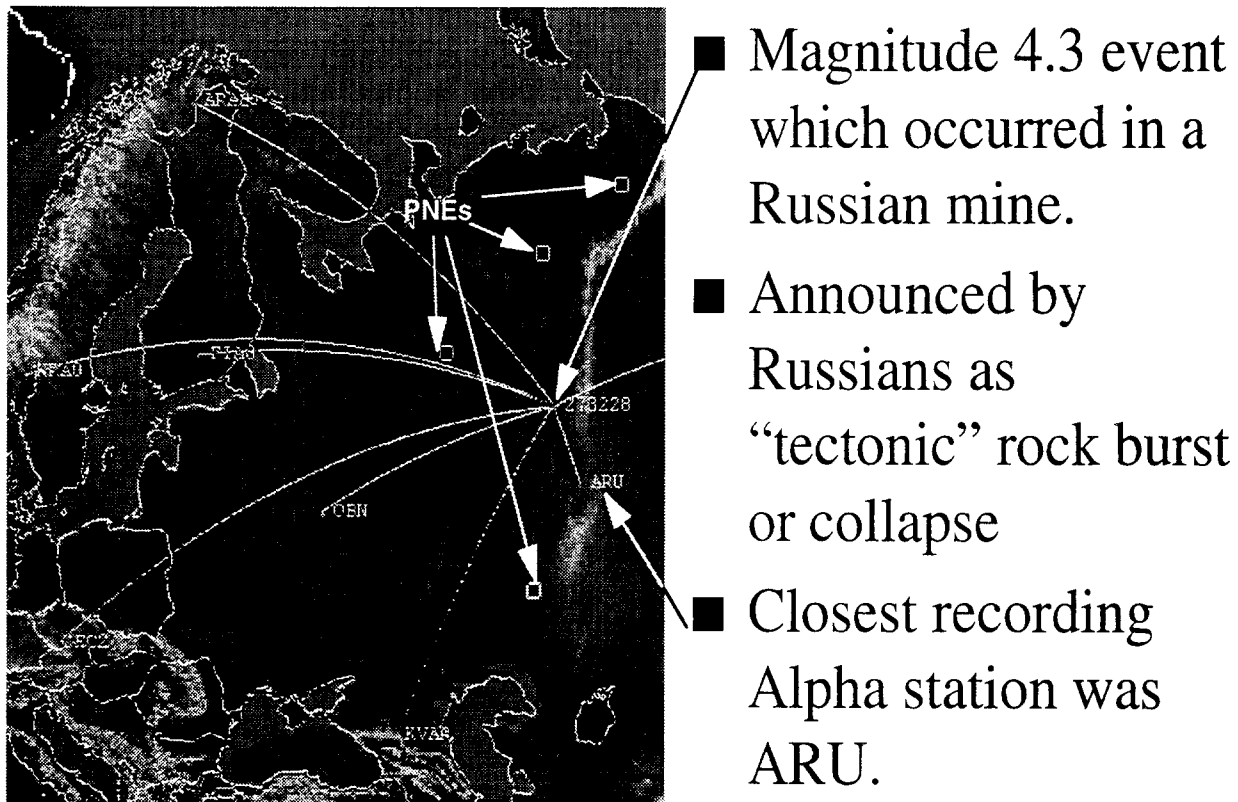 ■ Magnitude 4.3 event
which occurred in a
Russian mine.
■ Announced by
Russians as
“tectonic” rock burst
or collapse
■ Closest recording
Alpha station was
ARU.
PNEs
ARU
OBN